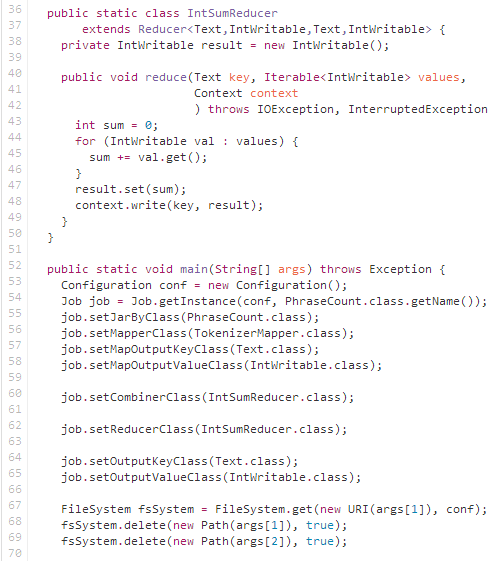 36 public static class IntSumReducer
37      extends Reducer<Text,IntWritable,Text,IntWritable> {
38   private IntWritable result = new IntWritable();
39
40   public void reduce(Text key, Iterable<IntWritable> values,
41                      Context context
42                      ) throws IOException, InterruptedException
43     int sum = 0;
44     for (IntWritable val : values) {
45       sum += val.get();
46     }
47     result.set(sum);
48     context.write(key, result);
49   }
50 }
51
52 public static void main(String[] args) throws Exception {
53   Configuration conf = new Configuration();
54   Job job = Job.getInstance(conf, PhraseCount.class.getName());
55   job.setJarByClass(PhraseCount.class);
56   job.setMapperClass(TokenizerMapper.class);
57   job.setMapOutputKeyClass(Text.class);
58   job.setMapOutputValueClass(IntWritable.class);
59
60   job.setCombinerClass(IntSumReducer.class);
61
62   job.setReducerClass(IntSumReducer.class);
63
64   job.setOutputKeyClass(Text.class);
65   job.setOutputValueClass(IntWritable.class);
66
67   FileSystem fsSystem = FileSystem.get(new URI(args[1]), conf);
68   fsSystem.delete(new Path(args[1]), true);
69   fsSystem.delete(new Path(args[2]), true);
70